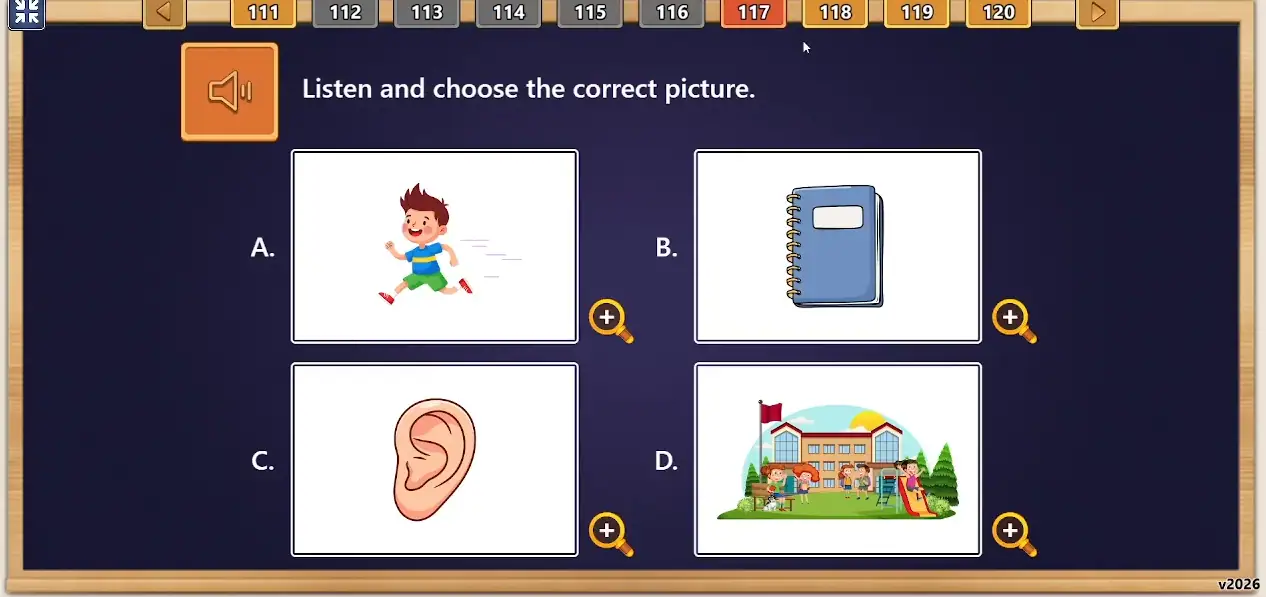 111 112 113 114 115 116 117 118 119 120
Listen and choose the correct picture.
A.
B.
C.
D.
v2026